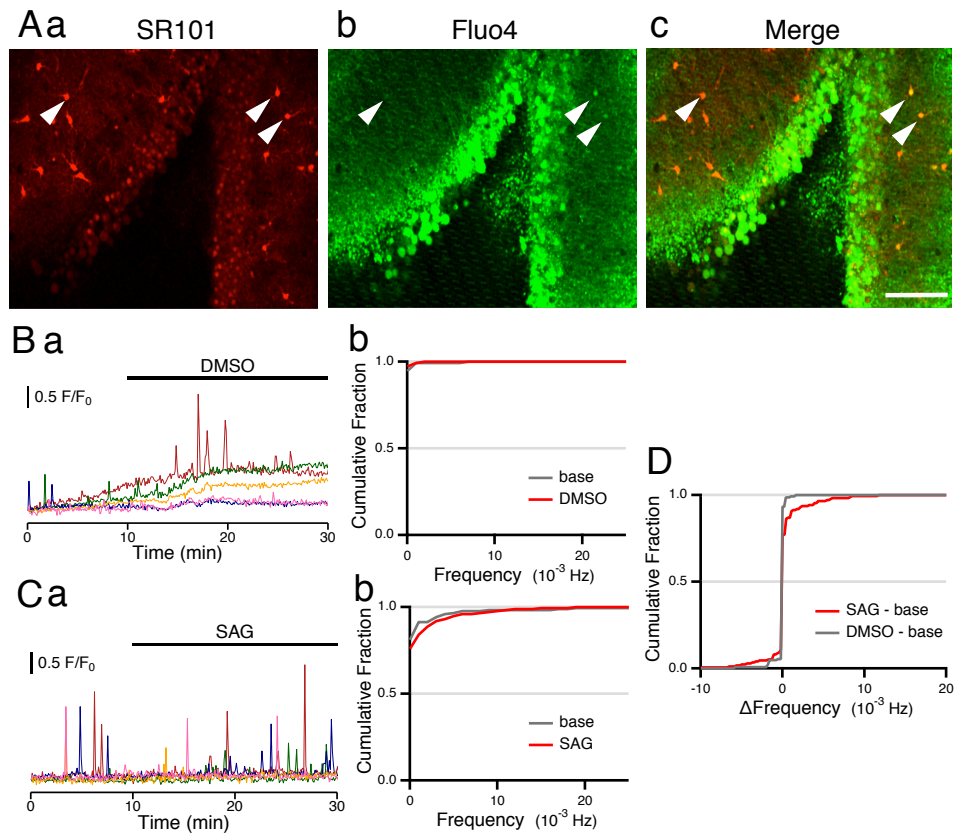 Aa SR101 b Fluo4 c Merge
B a
DMSO
0.5 F/F₀
0 10 20 30
Time (min)
b
Cumulative Fraction
1.0
0.5
0.0
base
DMSO
0 10 20
Frequency (10⁻³ Hz)
C a
SAG
0.5 F/F₀
0 10 20 30
Time (min)
b
Cumulative Fraction
1.0
0.5
0.0
base
SAG
0 10 20
Frequency (10⁻³ Hz)
D
Cumulative Fraction
1.0
0.5
0.0
SAG - base
DMSO - base
-10 0 10 20
ΔFrequency (10⁻³ Hz)